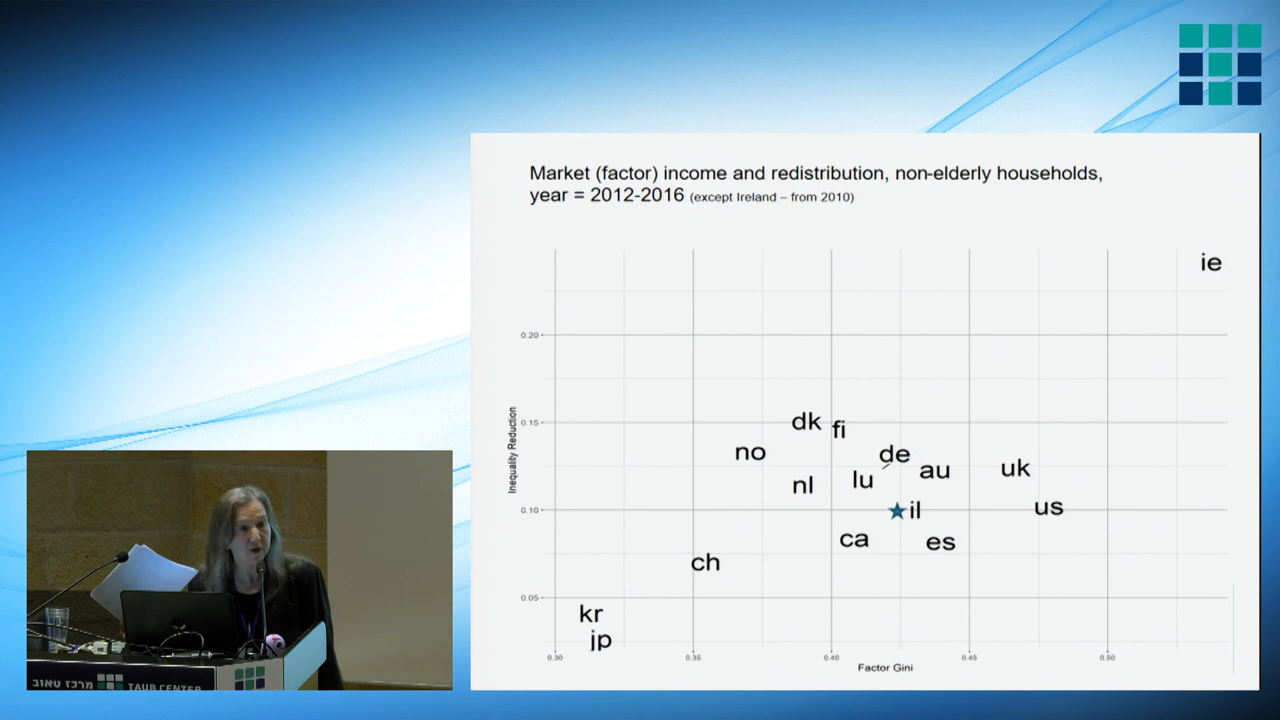 Market (factor) income and redistribution, non-elderly households,
year = 2012-2016 (except Ireland – from 2010)
Inequality Reduction
0.20
0.15
0.10
0.05
ie
dk
fi
no
de
au
uk
lu
nl
il
us
ca
es
ch
kr
jp
0.30
0.35
0.40
0.45
0.50
Factor Gini
מרכז טאוב
TAUB CENTER